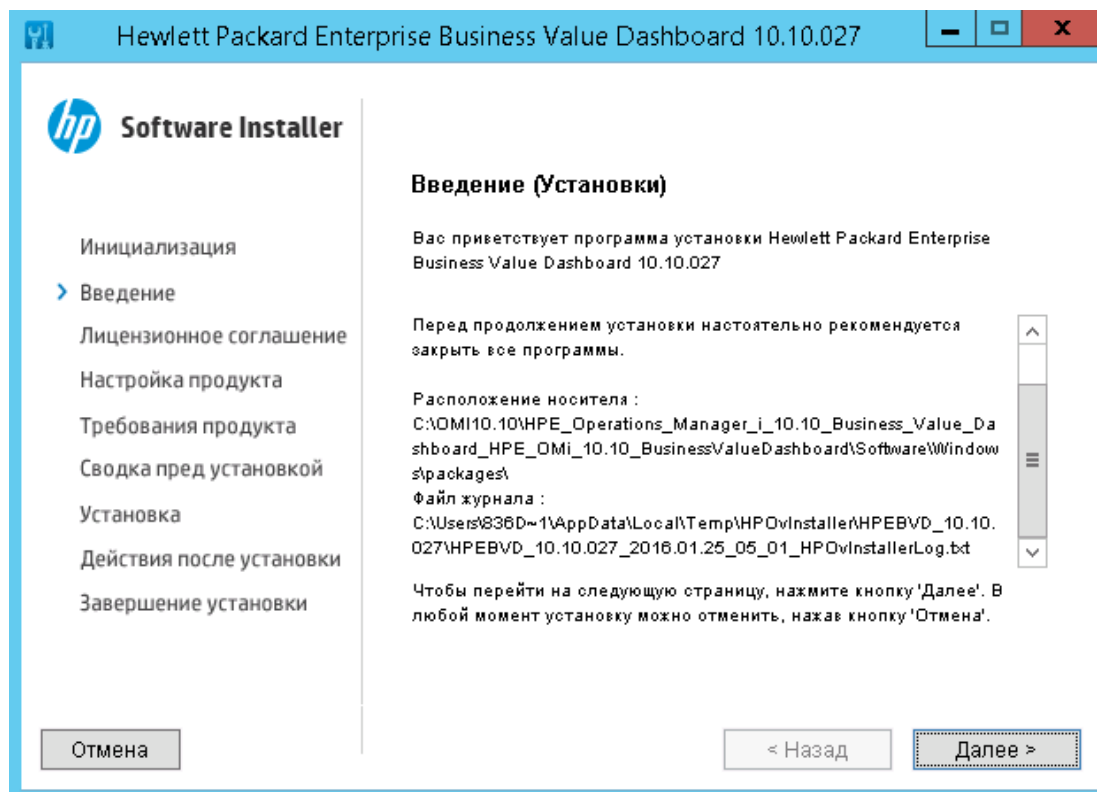 Hewlett Packard Enterprise Business Value Dashboard 10.10.027
hp
Software Installer
Инициализация
Введение
Лицензионное соглашение
Настройка продукта
Требования продукта
Сводка пред установкой
Установка
Действия после установки
Завершение установки
Введение (Установки)
Вас приветствует программа установки Hewlett Packard Enterprise
Business Value Dashboard 10.10.027
Перед продолжением установки настоятельно рекомендуется
закрыть все программы.
Расположение носителя :
C:\OMI10.10\HPE_Operations_Manager_i_10.10_Business_Value_Da
shboard_HPE_OMi_10.10_BusinessValueDashboard\Software\Window
s\packages\
Файл журнала :
C:\Users\836D~1\AppData\Local\Temp\HPOvInstaller\HPEBVD_10.10.
027\HPEBVD_10.10.027_2016.01.25_05_01_HPOvInstallerLog.txt
Чтобы перейти на следующую страницу, нажмите кнопку 'Далее'. В
любой момент установку можно отменить, нажав кнопку 'Отмена'.
Отмена
< Назад
Далее >